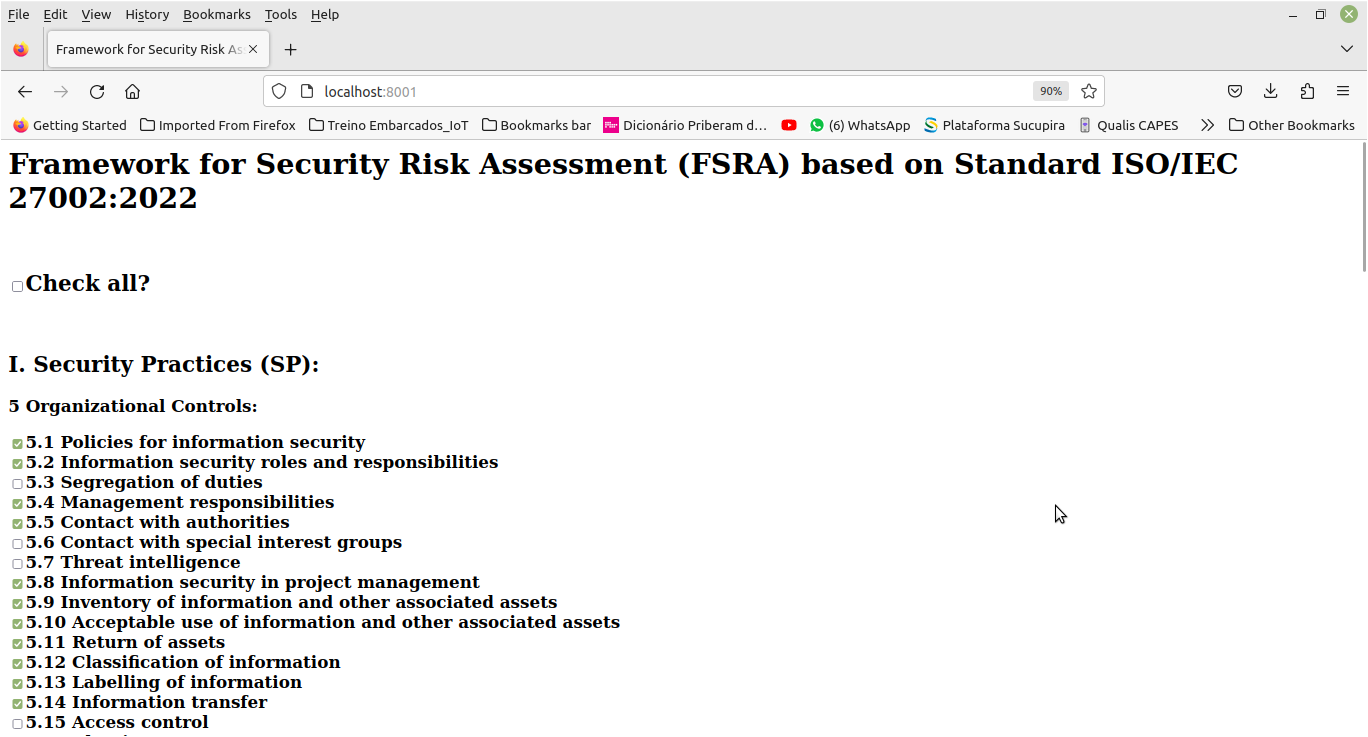 File Edit View History Bookmarks Tools Help
Framework for Security Risk As
localhost:8001
90%
Getting Started Imported From Firefox Treino Embarcados_IoT Bookmarks bar Dicionário Priberam d… (6) WhatsApp Plataforma Sucupira Qualis CAPES Other Bookmarks
Framework for Security Risk Assessment (FSRA) based on Standard ISO/IEC
27002:2022
Check all?
I. Security Practices (SP):
5 Organizational Controls:
5.1 Policies for information security
5.2 Information security roles and responsibilities
5.3 Segregation of duties
5.4 Management responsibilities
5.5 Contact with authorities
5.6 Contact with special interest groups
5.7 Threat intelligence
5.8 Information security in project management
5.9 Inventory of information and other associated assets
5.10 Acceptable use of information and other associated assets
5.11 Return of assets
5.12 Classification of information
5.13 Labelling of information
5.14 Information transfer
5.15 Access control